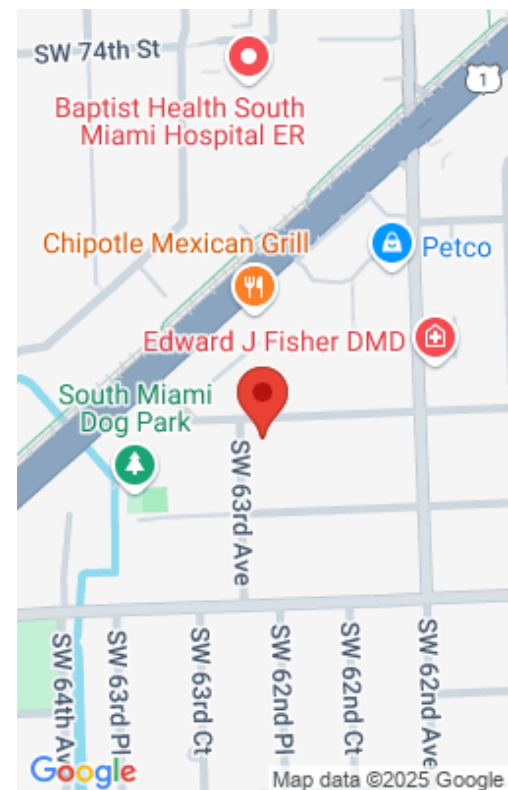 SW 74th St
1
Baptist Health South
Miami Hospital ER
Chipotle Mexican Grill
Petco
Edward J Fisher DMD
South Miami
Dog Park
SW 63rd Ave
SW 64th Av
SW 63rd Pl
SW 63rd Ct
SW 62nd Pl
SW 62nd Ct
SW 62nd Ave
Google
Map data ©2025 Google